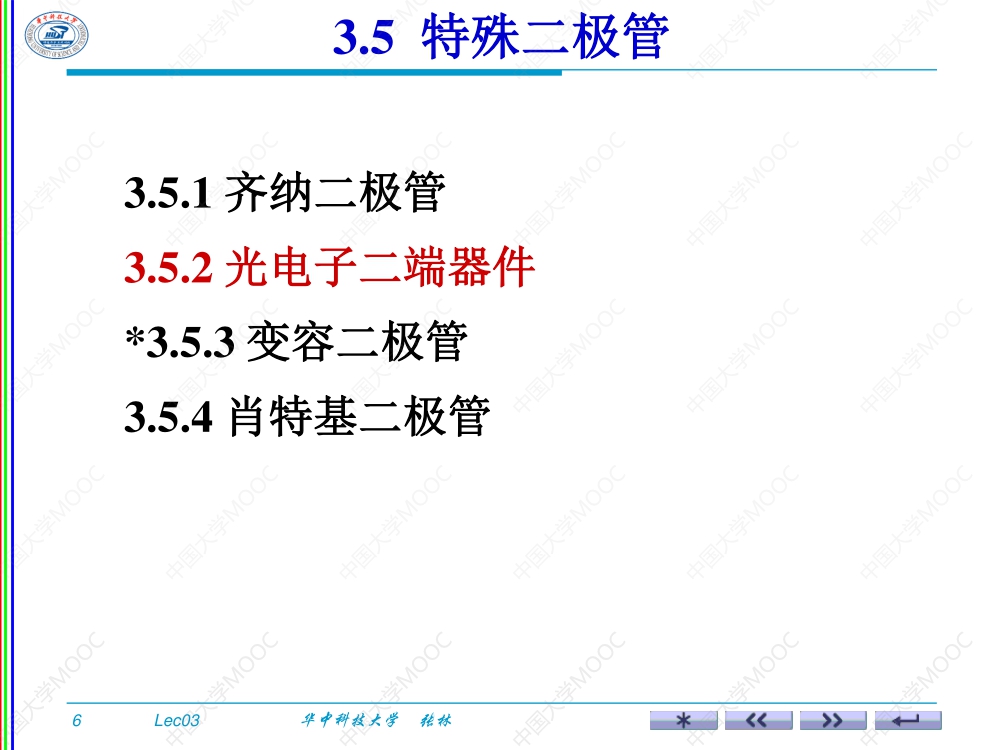 3.5 特殊二极管
3.5.1 齐纳二极管
3.5.2 光电子二端器件
*3.5.3 变容二极管
3.5.4 肖特基二极管
6 Lec03 华中科技大学 张林
中国大学MOOC